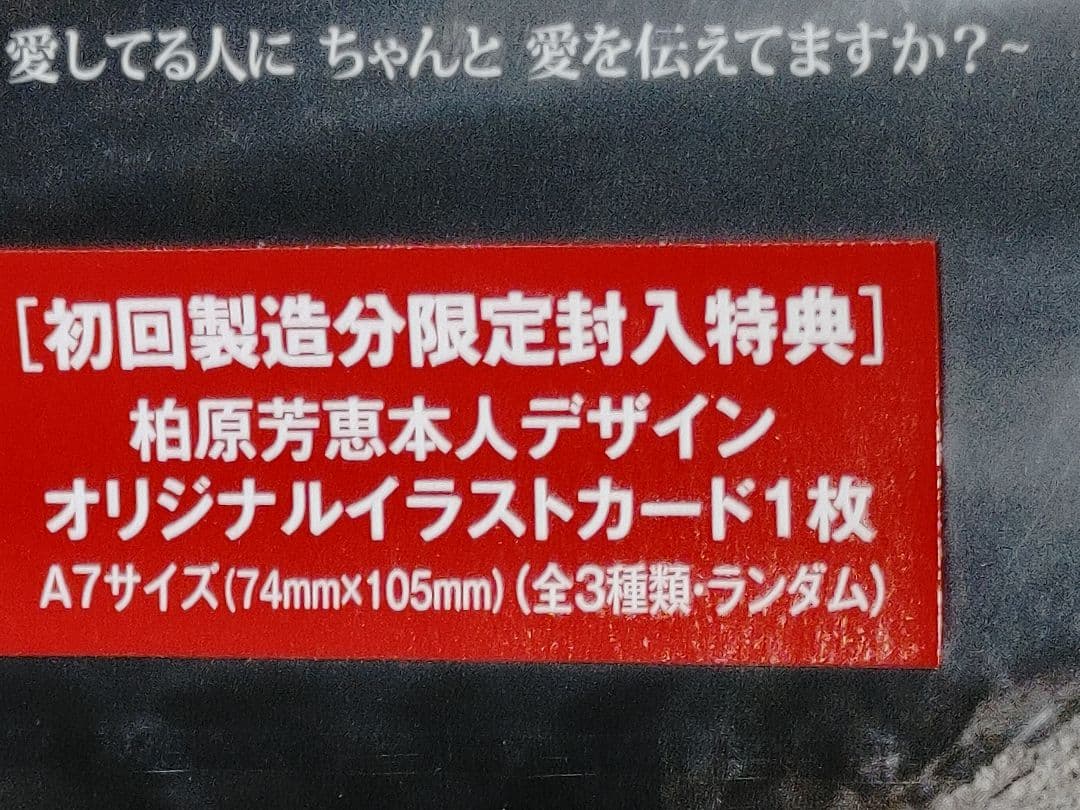 愛してる人に ちゃんと 愛を伝えてますか？~
［初回製造分限定封入特典］
柏原芳恵本人デザイン
オリジナルイラストカード1枚
A7サイズ(74mm×105mm)(全3種類・ランダム)